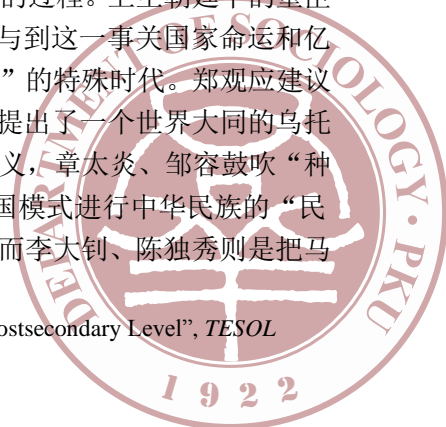 的过程。上至朝廷中的重臣
与到这一事关国家命运和亿
”的特殊时代。郑观应建议
提出了一个世界大同的乌托
义，章太炎、邹容鼓吹“种
国模式进行中华民族的“民
而李大钊、陈独秀则是把马
ostsecondary Level”, TESOL
DEPARTMENT OF SOCIOLOGY · PKU
1922